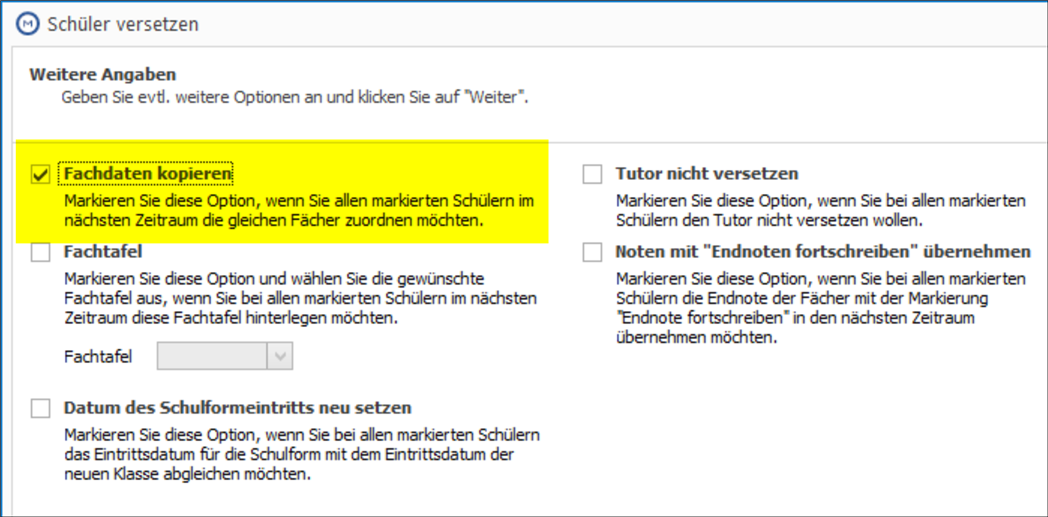 Schüler versetzen
Weitere Angaben
Geben Sie evtl. weitere Optionen an und klicken Sie auf "Weiter".
Fachdaten kopieren
Markieren Sie diese Option, wenn Sie allen markierten Schülern im
nächsten Zeitraum die gleichen Fächer zuordnen möchten.
Fachtafel
Markieren Sie diese Option und wählen Sie die gewünschte
Fachtafel aus, wenn Sie bei allen markierten Schülern im nächsten
Zeitraum diese Fachtafel hinterlegen möchten.
Fachtafel
Datum des Schulformeintritts neu setzen
Markieren Sie diese Option, wenn Sie bei allen markierten Schülern
das Eintrittsdatum für die Schulform mit dem Eintrittsdatum der
neuen Klasse abgleichen möchten.
Tutor nicht versetzen
Markieren Sie diese Option, wenn Sie bei allen markierten
Schülern den Tutor nicht versetzen wollen.
Noten mit "Endnoten fortschreiben" übernehmen
Markieren Sie diese Option, wenn Sie bei allen markierten
Schülern die Endnote der Fächer mit der Markierung
"Endnote fortschreiben" in den nächsten Zeitraum
übernehmen möchten.